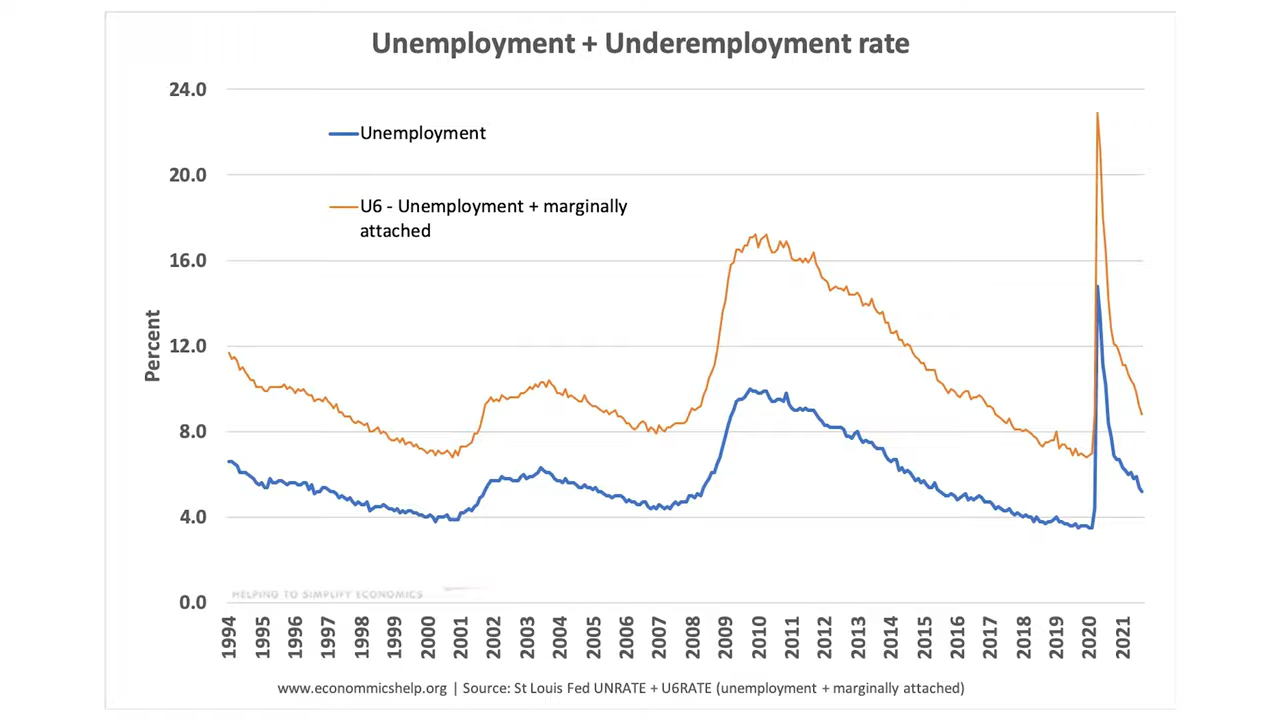 Unemployment + Underemployment rate
24.0
Unemployment
20.0
U6 - Unemployment + marginally
attached
16.0
Percent
12.0
8.0
4.0
HELPING TO SIMPLIFY ECONOMICS
0.0
1994 1995 1996 1997 1998 1999 2000 2001 2002 2003 2004 2005 2006 2007 2008 2009 2010 2011 2012 2013 2014 2015 2016 2017 2018 2019 2020 2021
www.econommicshelp.org | Source: St Louis Fed UNRATE + U6RATE (unemployment + marginally attached)